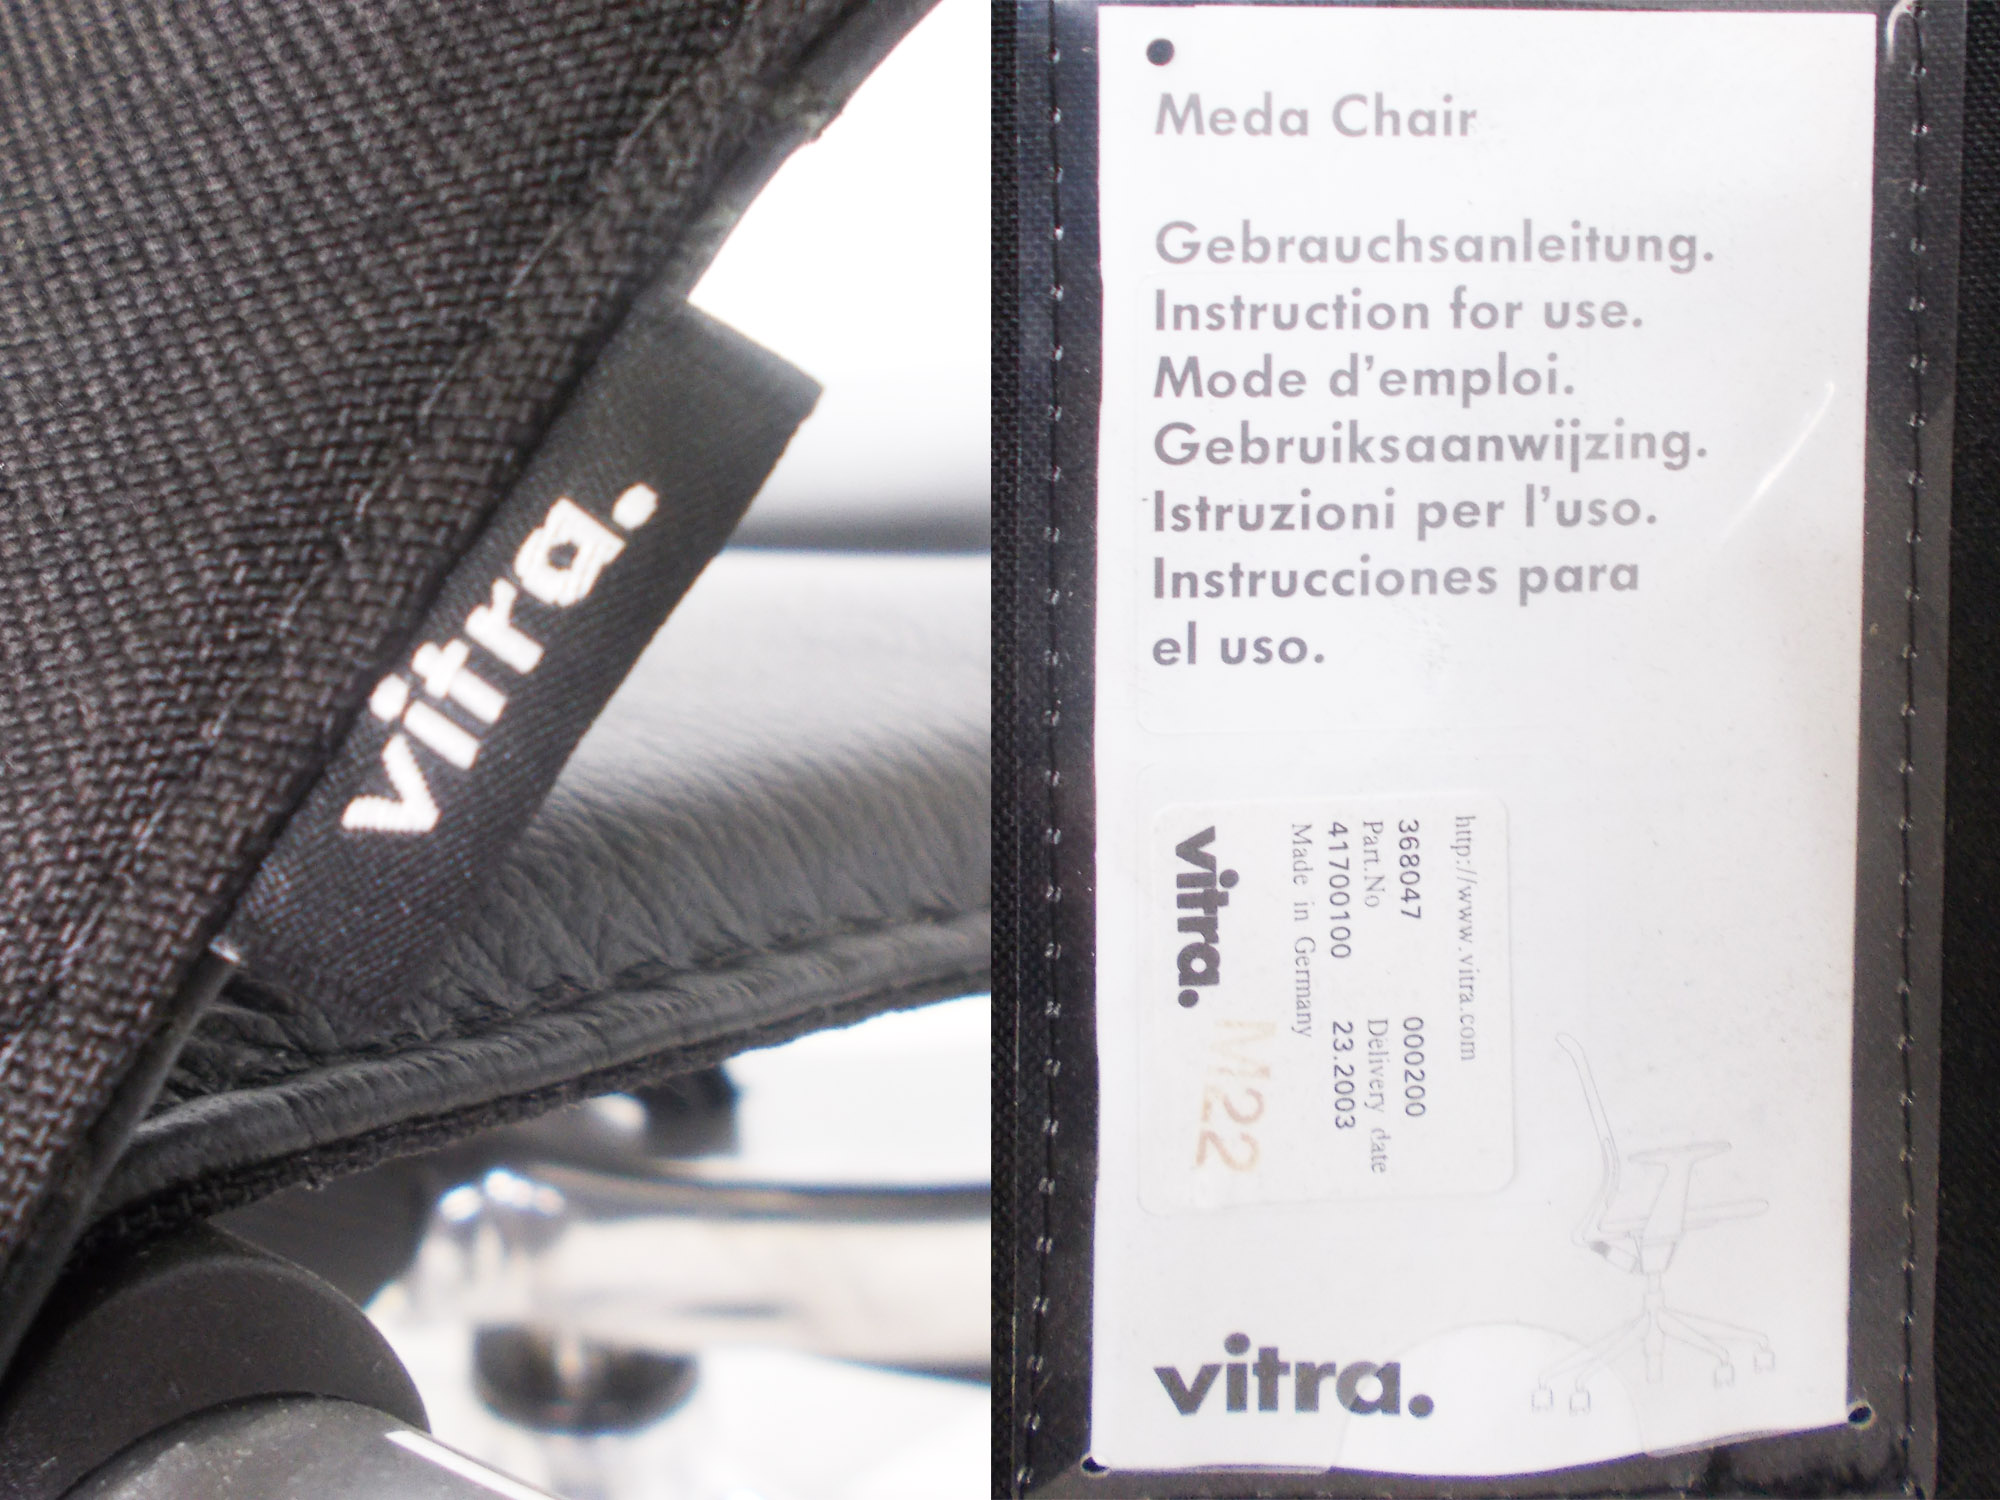 vitra.
Meda Chair
Gebrauchsanleitung.
Instruction for use.
Mode d'emploi.
Gebruiksaanwijzing.
Istruzioni per l'uso.
Instrucciones para
el uso.
http://www.vitra.com
368047 000200
Part.No Delivery date
41700100 23.2003
Made in Germany
M22
vitra.
vitra.